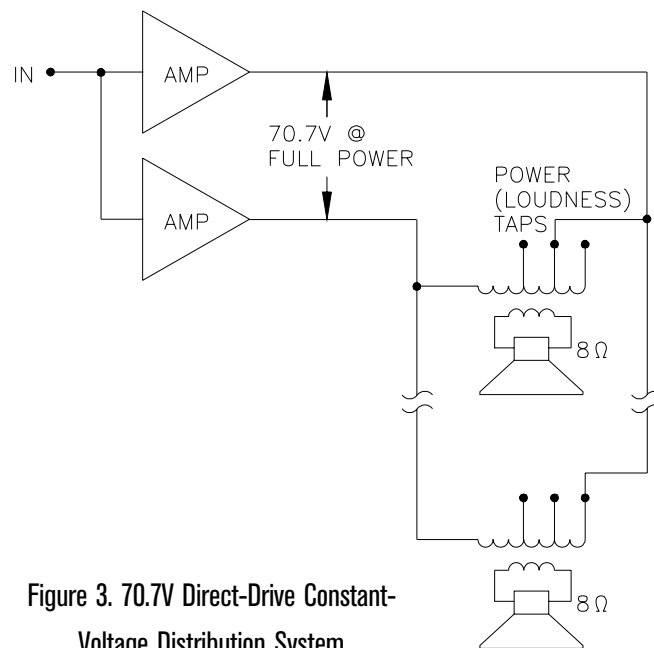 IN
AMP
70.7V @
FULL POWER
AMP
POWER
(LOUDNESS)
TAPS
8Ω
8Ω
Figure 3. 70.7V Direct-Drive Constant-
Voltage Distribution System